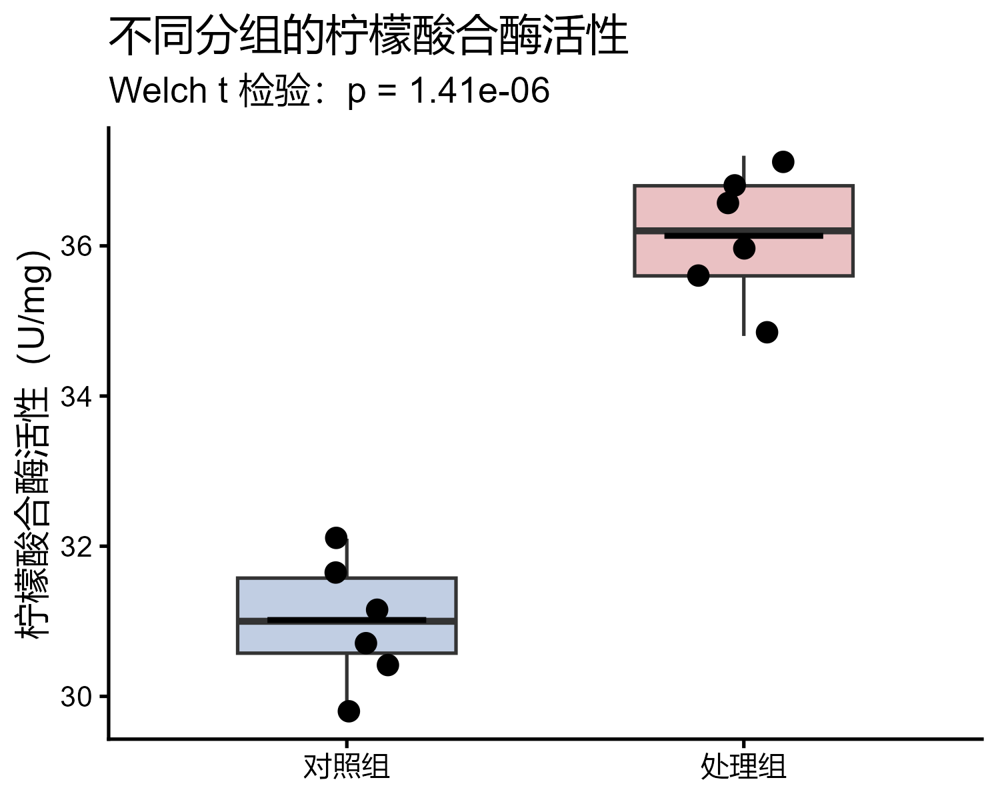 不同分组的柠檬酸合酶活性
Welch t 检验：p = 1.41e-06
柠檬酸合酶活性（U/mg）
36
34
32
30
对照组
处理组